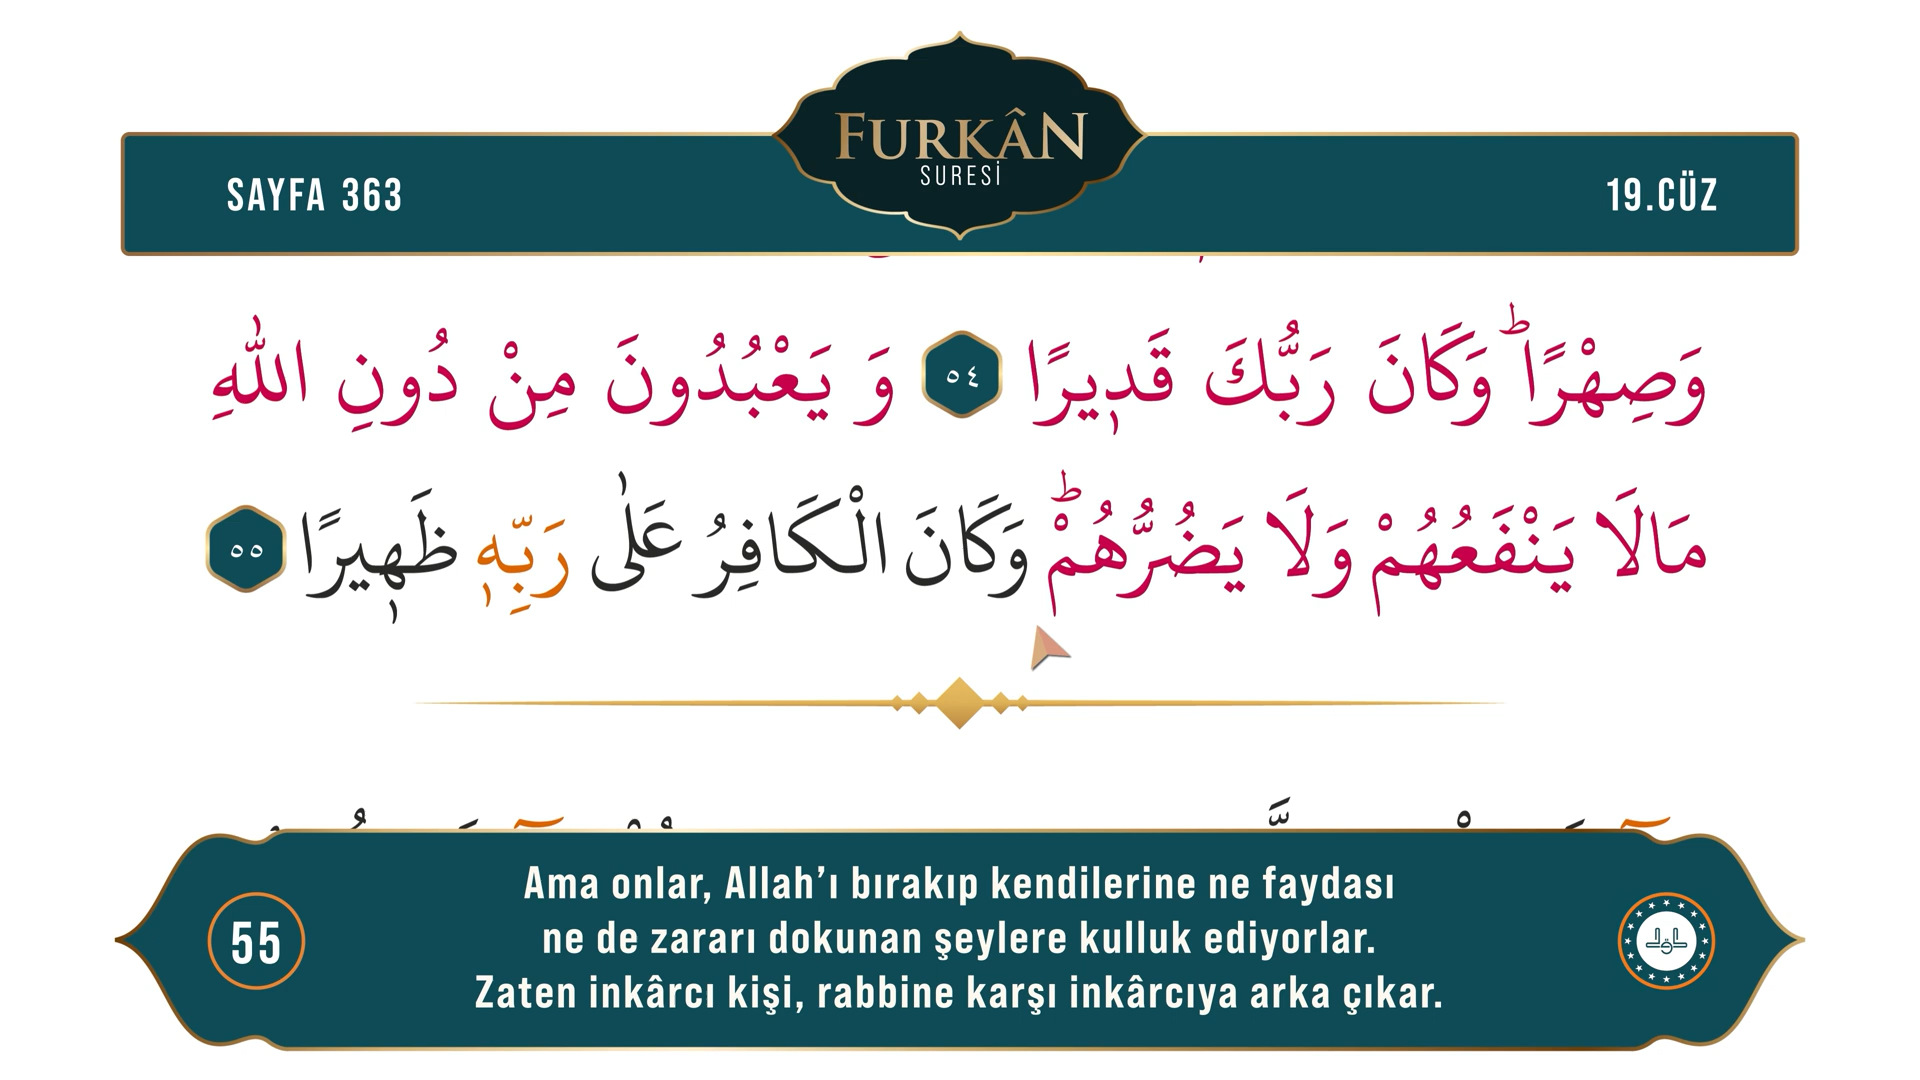 FURKÂN
SURESİ
SAYFA 363
19.CÜZ
وَصِهْرًاۜ وَكَانَ رَبُّكَ قَد۪يرًا ٥٤ وَ يَعْبُدُونَ مِنْ دُونِ اللّٰهِ
مَالَا يَنْفَعُهُمْ وَلَا يَضُرُّهُمْۜ وَكَانَ الْكَافِرُ عَلٰى رَبِّه۪ ظَه۪يرًا ٥٥
55
Ama onlar, Allah’ı bırakıp kendilerine ne faydası
ne de zararı dokunan şeylere kulluk ediyorlar.
Zaten inkârcı kişi, rabbine karşı inkârcıya arka çıkar.